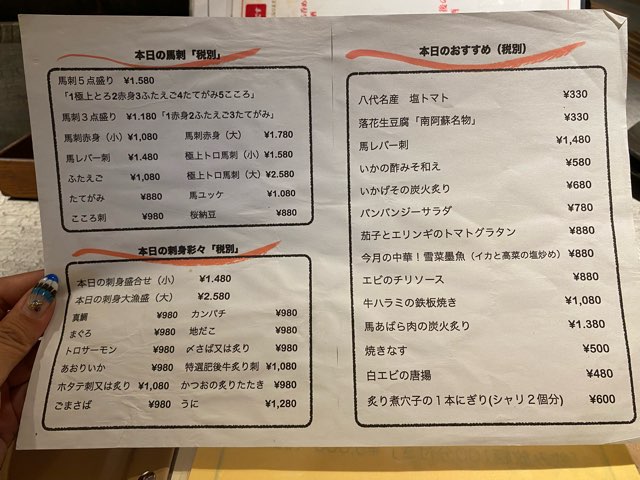 本日の馬刺「税別」
馬刺５点盛り ¥1.580
「1極上とろ2赤身3ふたえご4たてがみ5こころ」
馬刺３点盛り ¥1.180「1赤身2ふたえご3たてがみ」
馬刺赤身（小）¥1,080 馬刺赤身（大） ¥1.780
馬レバー刺 ¥1.480 極上トロ馬刺（小）¥1.580
ふたえご ¥1,080 極上トロ馬刺（大）¥2.580
たてがみ ¥880 馬ユッケ ¥1.080
こころ刺 ¥980 桜納豆 ¥880
本日の刺身彩々「税別」
本日の刺身盛合せ（小） ¥1.480
本日の刺身大漁盛（大） ¥2.580
真鯛 ¥980 カンパチ ¥980
まぐろ ¥980 地だこ ¥980
トロサーモン ¥980 〆さば又は炙り ¥980
あおりいか ¥980 特選肥後牛炙り刺 ¥1,080
ホタテ刺又は炙り ¥1,080 かつおの炙りたたき ¥980
ごまさば ¥980 うに ¥1,280
本日のおすすめ（税別）
八代名産 塩トマト ¥330
落花生豆腐「南阿蘇名物」 ¥330
馬レバー刺 ¥1,480
いかの酢みそ和え ¥580
いかげその炭火炙り ¥680
バンバンジーサラダ ¥780
茄子とエリンギのトマトグラタン ¥880
今月の中華！雪菜墨魚（イカと高菜の塩炒め）¥880
エビのチリソース ¥880
牛ハラミの鉄板焼き ¥1,080
馬あばら肉の炭火炙り ¥1.380
焼きなす ¥500
白エビの唐揚 ¥480
炙り煮穴子の１本にぎり(シャリ２個分) ¥600